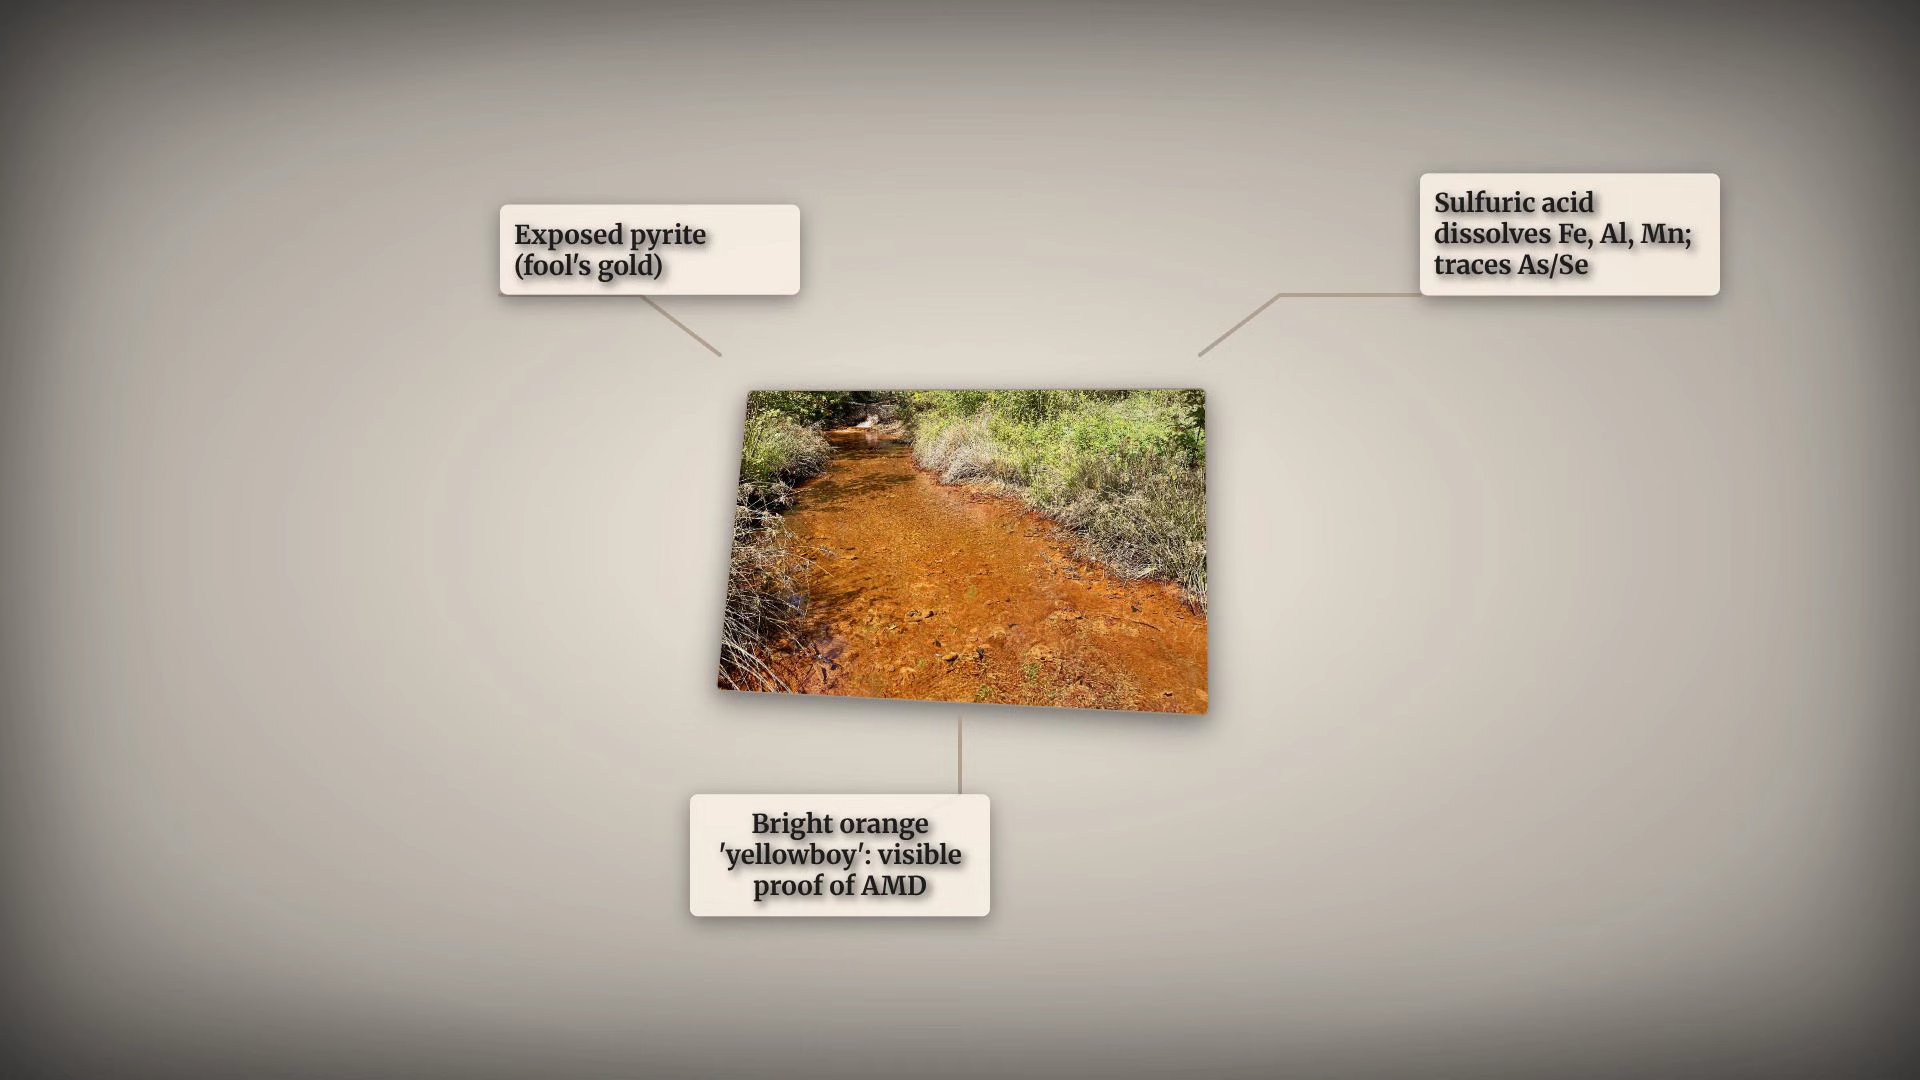 Exposed pyrite
(fool's gold)
Sulfuric acid
dissolves Fe, Al, Mn;
traces As/Se
Bright orange
'yellowboy': visible
proof of AMD